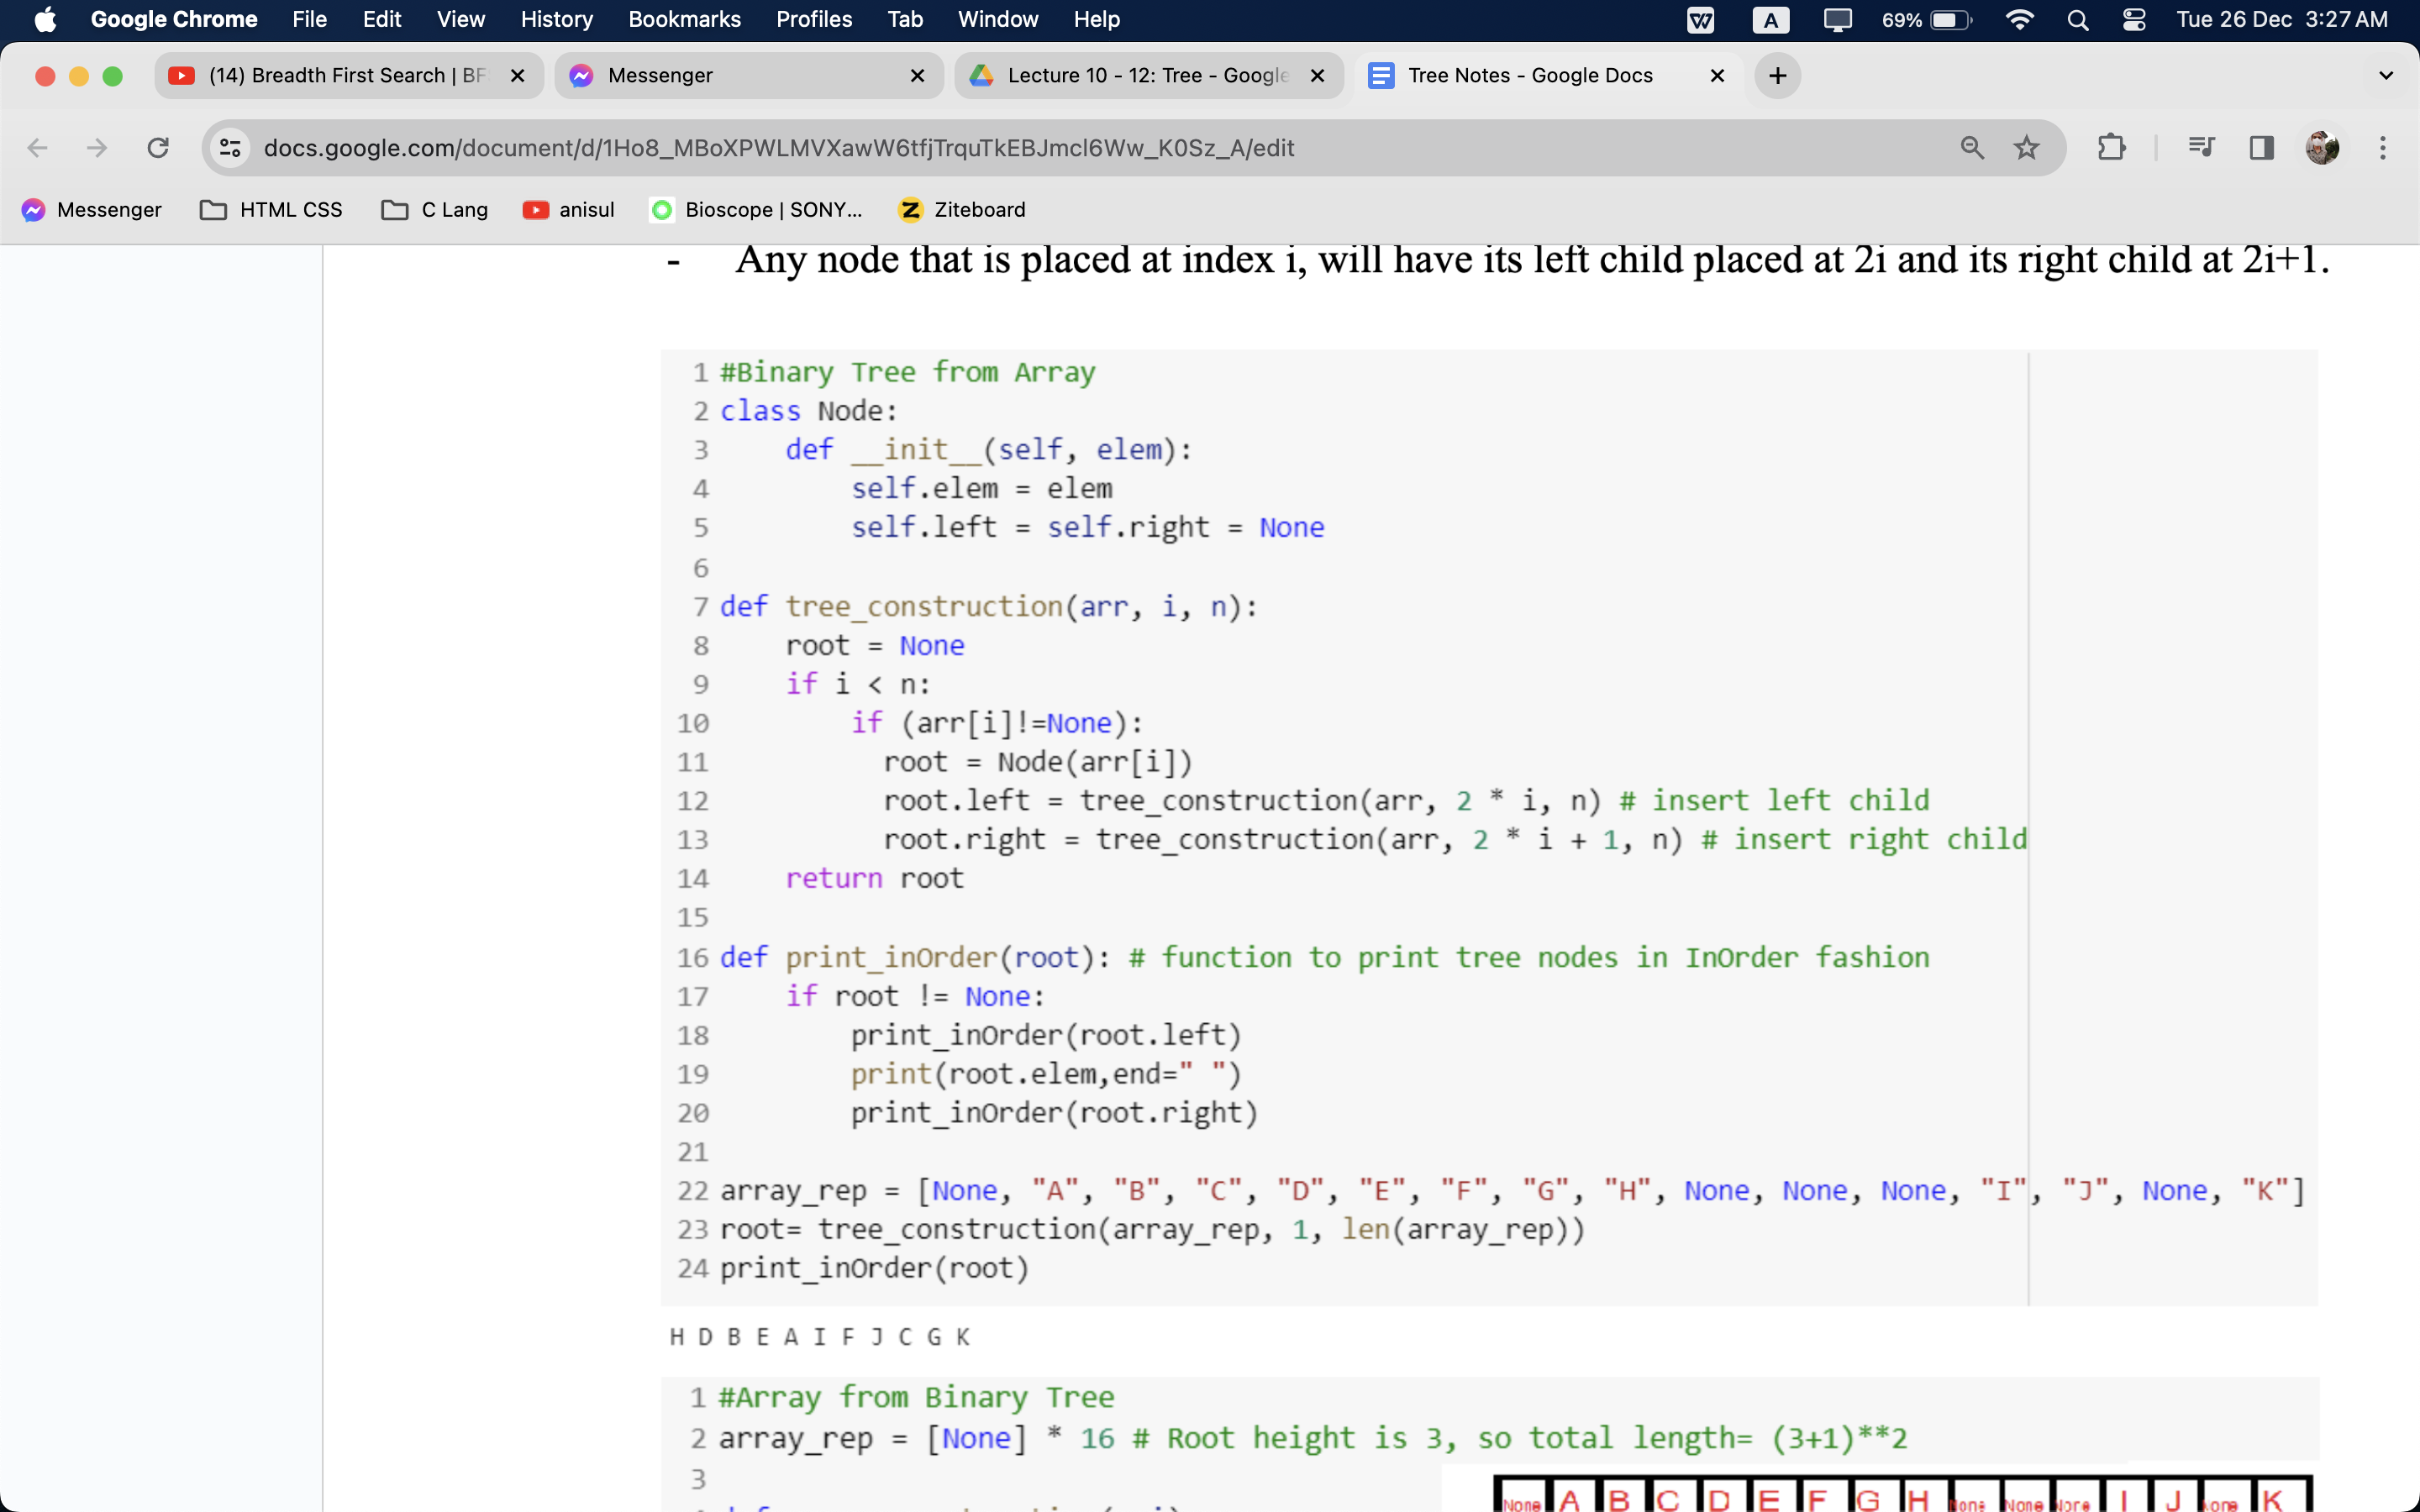 Google Chrome File Edit View History Bookmarks Profiles Tab Window Help A 69% Tue 26 Dec 3:27 AM
(14) Breadth First Search | BF Messenger Lecture 10 - 12: Tree - Google Tree Notes - Google Docs
docs.google.com/document/d/1Ho8_MBoXPWLMVXawW6tfjTrquTkEBJmcl6Ww_K0Sz_A/edit
Messenger HTML CSS C Lang anisul Bioscope | SONY... Ziteboard
- Any node that is placed at index i, will have its left child placed at 2i and its right child at 2i+1.
1 #Binary Tree from Array
2 class Node:
3     def __init__(self, elem):
4         self.elem = elem
5         self.left = self.right = None
6
7 def tree_construction(arr, i, n):
8     root = None
9     if i < n:
10         if (arr[i]!=None):
11           root = Node(arr[i])
12           root.left = tree_construction(arr, 2 * i, n) # insert left child
13           root.right = tree_construction(arr, 2 * i + 1, n) # insert right child
14     return root
15
16 def print_inOrder(root): # function to print tree nodes in InOrder fashion
17     if root != None:
18         print_inOrder(root.left)
19         print(root.elem,end=" ")
20         print_inOrder(root.right)
21
22 array_rep = [None, "A", "B", "C", "D", "E", "F", "G", "H", None, None, None, "I", "J", None, "K"]
23 root= tree_construction(array_rep, 1, len(array_rep))
24 print_inOrder(root)
H D B E A I F J C G K
1 #Array from Binary Tree
2 array_rep = [None] * 16 # Root height is 3, so total length= (3+1)**2
3
None A B C D E F G H None None None I J None K